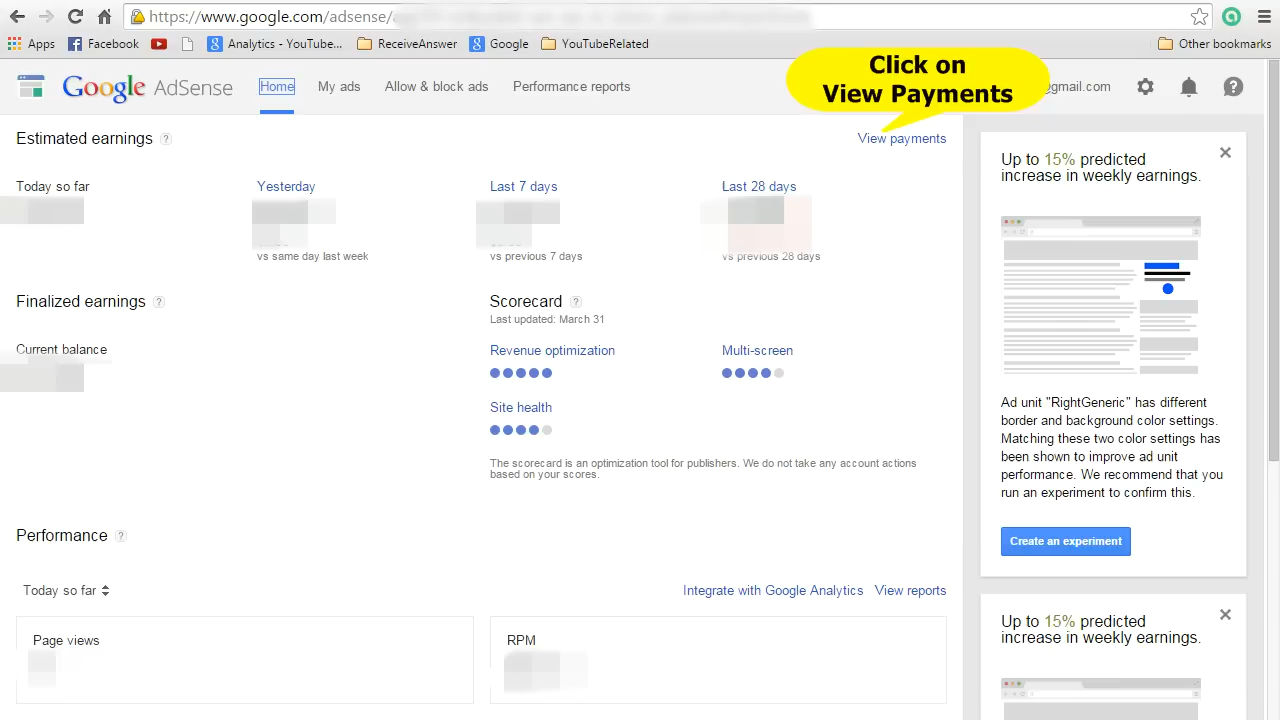 https://www.google.com/adsense/
Apps Facebook Analytics - YouTube... ReceiveAnswer Google YouTubeRelated Other bookmarks
Click on
View Payments
Google AdSense Home My ads Allow & block ads Performance reports @gmail.com
Estimated earnings ? View payments
Today so far Yesterday Last 7 days Last 28 days
vs same day last week vs previous 7 days vs previous 28 days
Finalized earnings ? Scorecard ?
Last updated: March 31
Current balance Revenue optimization Multi-screen
Site health
The scorecard is an optimization tool for publishers. We do not take any account actions
based on your scores.
Performance ?
Today so far Integrate with Google Analytics View reports
Page views RPM
Up to 15% predicted
increase in weekly earnings.
Ad unit "RightGeneric" has different
border and background color settings.
Matching these two color settings has
been shown to improve ad unit
performance. We recommend that you
run an experiment to confirm this.
Create an experiment
Up to 15% predicted
increase in weekly earnings.